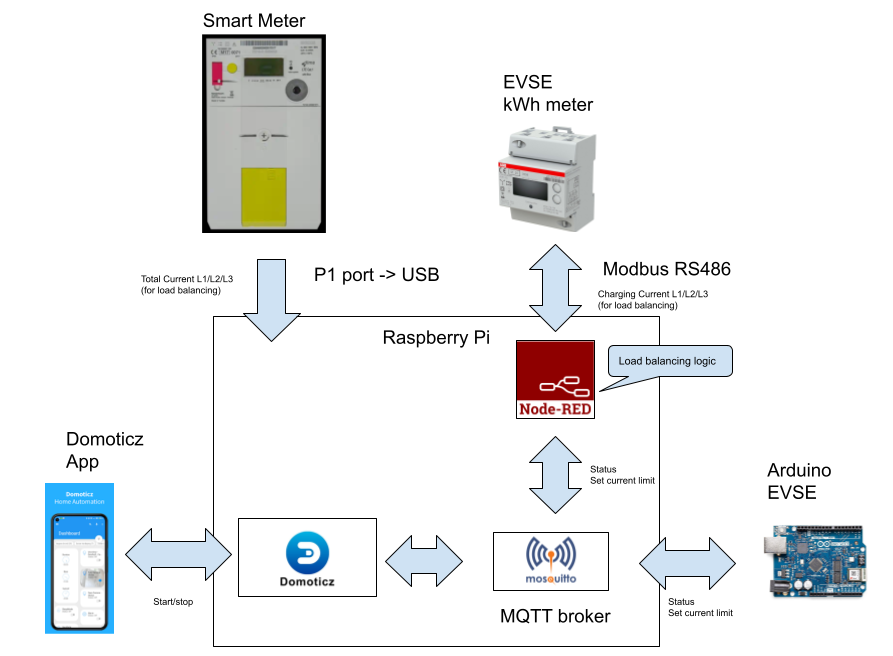 Smart Meter
EVSE
kWh meter
Total Current L1/L2/L3
(for load balancing)
P1 port -> USB
Modbus RS486
Charging Current L1/L2/L3
(for load balancing)
Raspberry Pi
Load balancing logic
Node-RED
Domoticz
App
Status
Set current limit
Arduino
EVSE
Domoticz
Home Automation
Dashboard
Domoticz
mosquitto
Start/stop
MQTT broker
Status
Set current limit